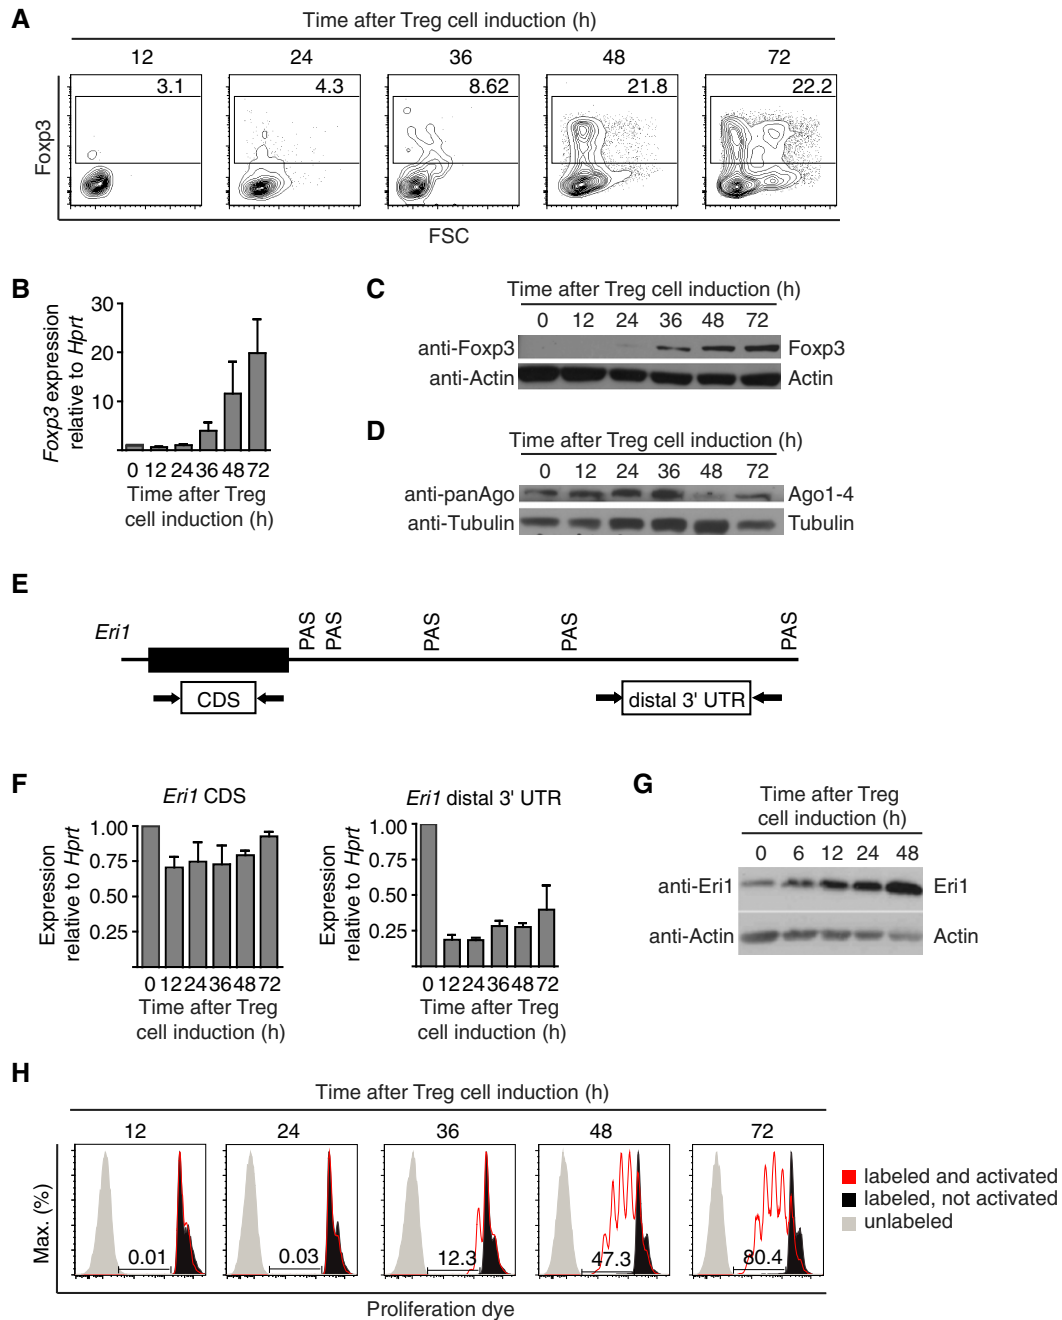 A
Time after Treg cell induction (h)
12 24 36 48 72
3.1 4.3 8.62 21.8 22.2
Foxp3
FSC
B
30
20
10
Foxp3 expression
relative to Hprt
0 12 24 36 48 72
Time after Treg
cell induction (h)
C
Time after Treg cell induction (h)
0 12 24 36 48 72
anti-Foxp3 Foxp3
anti-Actin Actin
D
Time after Treg cell induction (h)
0 12 24 36 48 72
anti-panAgo Ago1-4
anti-Tubulin Tubulin
E
Eri1
PAS PAS PAS PAS PAS
CDS
distal 3' UTR
F
Eri1 CDS
1.00
0.75
0.50
0.25
Expression
relative to Hprt
0 12 24 36 48 72
Time after Treg
cell induction (h)
Eri1 distal 3' UTR
1.00
0.75
0.50
0.25
Expression
relative to Hprt
0 12 24 36 48 72
Time after Treg
cell induction (h)
G
Time after Treg
cell induction (h)
0 6 12 24 48
anti-Eri1 Eri1
anti-Actin Actin
H
Time after Treg cell induction (h)
12 24 36 48 72
Max. (%)
0.01 0.03 12.3 47.3 80.4
Proliferation dye
labeled and activated
labeled, not activated
unlabeled